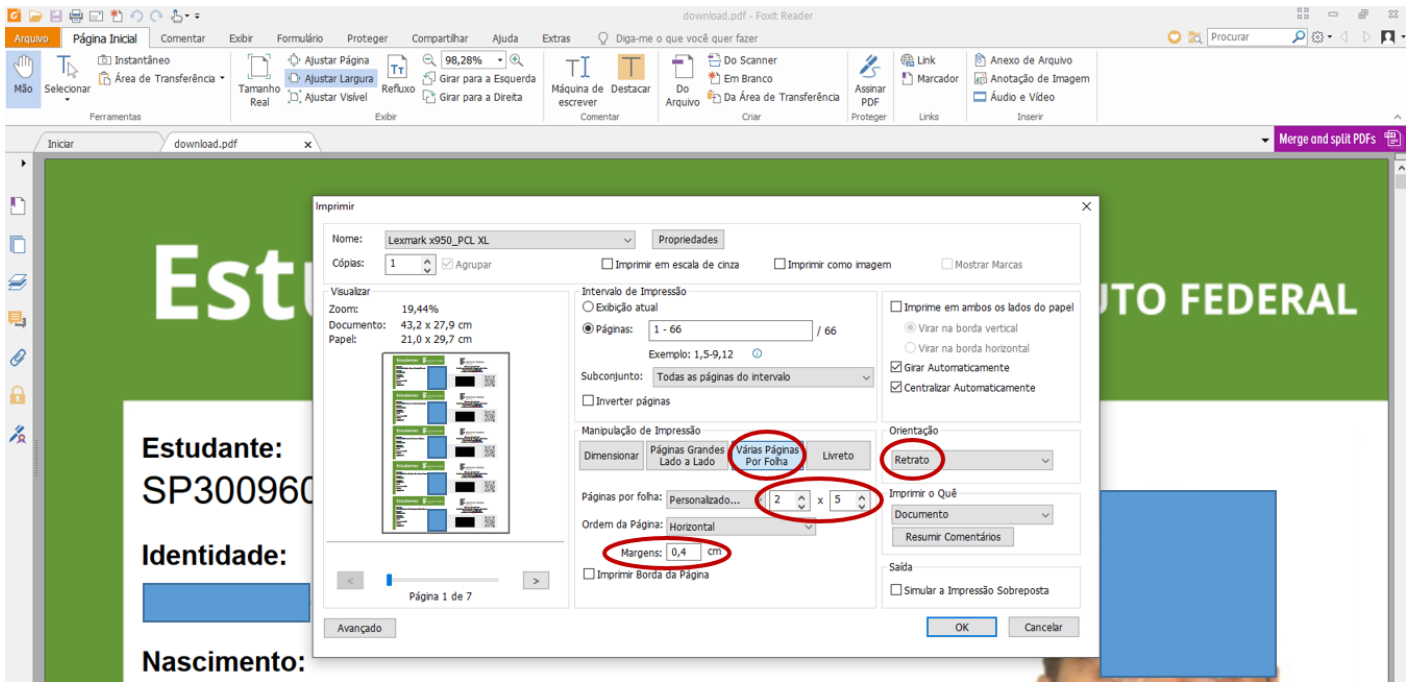 download.pdf - Foxit Reader
Arquivo Página Inicial Comentar Exibir Formulário Proteger Compartilhar Ajuda Extras Diga-me o que você quer fazer Procurar
Mão
Selecionar
Instantâneo
Área de Transferência
Ferramentas
Tamanho Real
Ajustar Página
Ajustar Largura
Ajustar Visível
Refluxo
98,28%
Girar para a Esquerda
Girar para a Direita
Exibir
Máquina de escrever
Destacar
Comentar
Do Arquivo
Do Scanner
Em Branco
Da Área de Transferência
Criar
Assinar PDF
Proteger
Link
Marcador
Links
Anexo de Arquivo
Anotação de Imagem
Áudio e Vídeo
Inserir
Iniciar download.pdf x
Merge and split PDFs
Est
UTO FEDERAL
Estudante:
SP300960
Identidade:
Nascimento:
Imprimir
Nome: Lexmark x950_PCL XL Propriedades
Cópias: 1 Agrupar Imprimir em escala de cinza Imprimir como imagem Mostrar Marcas
Visualizar
Zoom: 19,44%
Documento: 43,2 x 27,9 cm
Papel: 21,0 x 29,7 cm
< >
Página 1 de 7
Intervalo de Impressão
Exibição atual
Páginas: 1 - 66 / 66
Exemplo: 1,5-9,12
Subconjunto: Todas as páginas do intervalo
Inverter páginas
Imprime em ambos os lados do papel
Virar na borda vertical
Virar na borda horizontal
Girar Automaticamente
Centralizar Automaticamente
Manipulação de Impressão
Dimensionar
Páginas Grandes Lado a Lado
Várias Páginas Por Folha
Livreto
Páginas por folha: Personalizado... 2 x 5
Ordem da Página: Horizontal
Margens: 0,4 cm
Imprimir Borda da Página
Orientação
Retrato
Imprimir o Quê
Documento
Resumir Comentários
Saída
Simular a Impressão Sobreposta
Avançado OK Cancelar